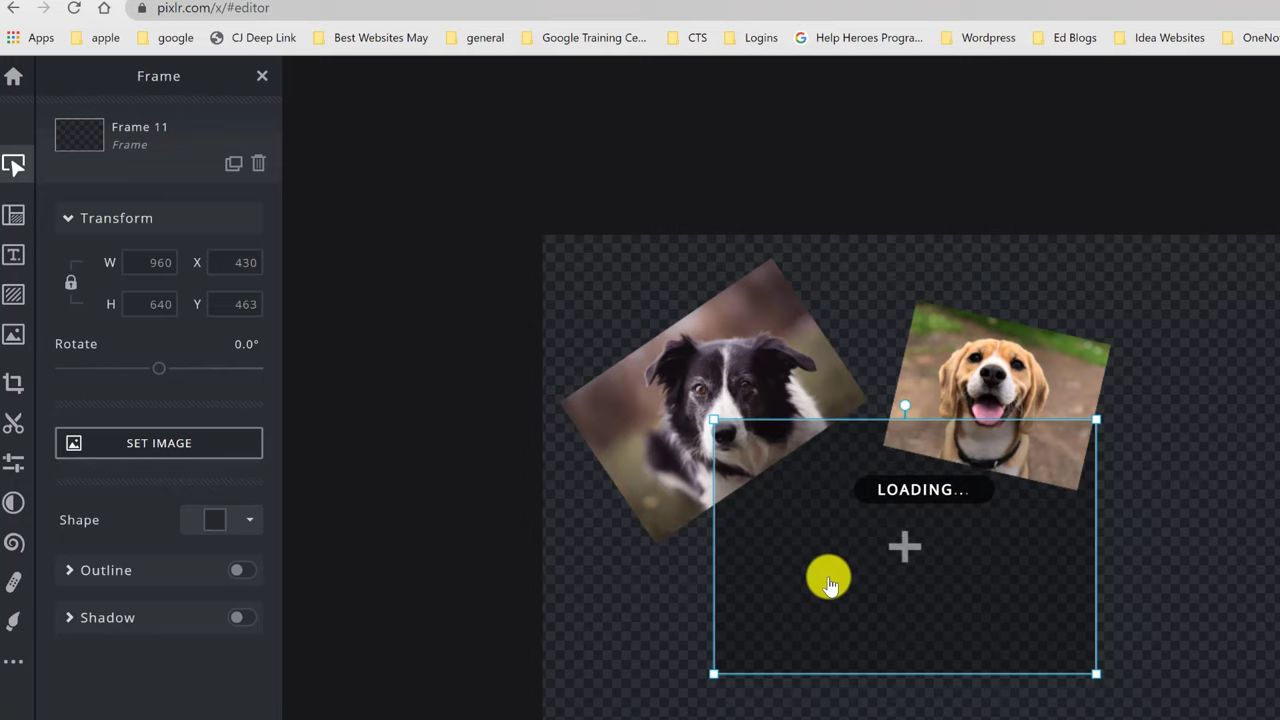 pixlr.com/x/#editor
Apps apple google CJ Deep Link Best Websites May general Google Training Ce... CTS Logins Help Heroes Progra... Wordpress Ed Blogs Idea Websites OneNo
Frame
Frame 11
Frame
Transform
W 960 X 430
H 640 Y 463
Rotate 0.0°
SET IMAGE
LOADING...
Shape
Outline
Shadow